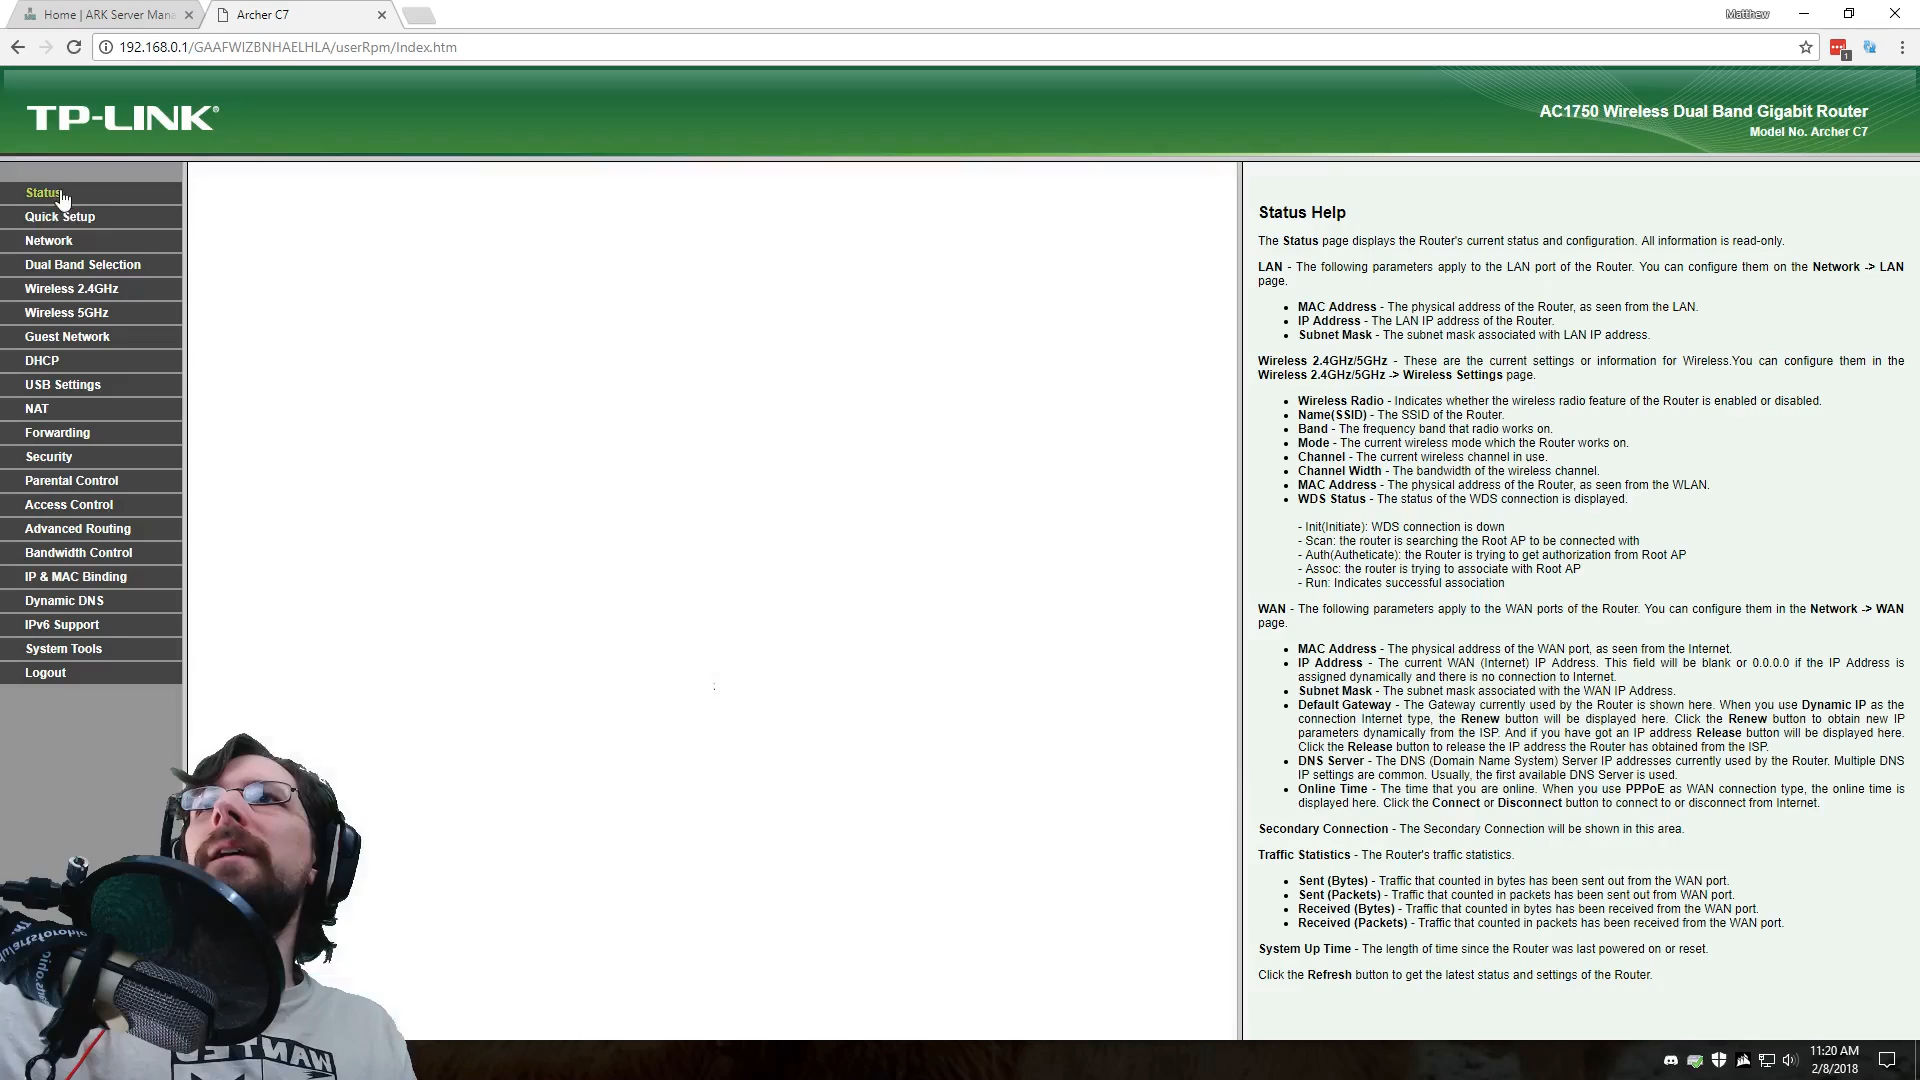 Home | ARK Server Mana
Archer C7
Matthew
192.168.0.1/GAAFWIZBNHAELHLA/userRpm/Index.htm
1
TP-LINK®
AC1750 Wireless Dual Band Gigabit Router
Model No. Archer C7
Status
Quick Setup
Network
Dual Band Selection
Wireless 2.4GHz
Wireless 5GHz
Guest Network
DHCP
USB Settings
NAT
Forwarding
Security
Parental Control
Access Control
Advanced Routing
Bandwidth Control
IP & MAC Binding
Dynamic DNS
IPv6 Support
System Tools
Logout
Status Help
The Status page displays the Router's current status and configuration. All information is read-only.
LAN - The following parameters apply to the LAN port of the Router. You can configure them on the Network -> LAN
page.
• MAC Address - The physical address of the Router, as seen from the LAN.
• IP Address - The LAN IP address of the Router.
• Subnet Mask - The subnet mask associated with LAN IP address.
Wireless 2.4GHz/5GHz - These are the current settings or information for Wireless.You can configure them in the
Wireless 2.4GHz/5GHz -> Wireless Settings page.
• Wireless Radio - Indicates whether the wireless radio feature of the Router is enabled or disabled.
• Name(SSID) - The SSID of the Router.
• Band - The frequency band that radio works on.
• Mode - The current wireless mode which the Router works on.
• Channel - The current wireless channel in use.
• Channel Width - The bandwidth of the wireless channel.
• MAC Address - The physical address of the Router, as seen from the WLAN.
• WDS Status - The status of the WDS connection is displayed.
- Init(Initiate): WDS connection is down
- Scan: the router is searching the Root AP to be connected with
- Auth(Autheticate): the Router is trying to get authorization from Root AP
- Assoc: the router is trying to associate with Root AP
- Run: Indicates successful association
WAN - The following parameters apply to the WAN ports of the Router. You can configure them in the Network -> WAN
page.
• MAC Address - The physical address of the WAN port, as seen from the Internet.
• IP Address - The current WAN (Internet) IP Address. This field will be blank or 0.0.0.0 if the IP Address is
assigned dynamically and there is no connection to Internet.
• Subnet Mask - The subnet mask associated with the WAN IP Address.
• Default Gateway - The Gateway currently used by the Router is shown here. When you use Dynamic IP as the
connection Internet type, the Renew button will be displayed here. Click the Renew button to obtain new IP
parameters dynamically from the ISP. And if you have got an IP address Release button will be displayed here.
Click the Release button to release the IP address the Router has obtained from the ISP.
• DNS Server - The DNS (Domain Name System) Server IP addresses currently used by the Router. Multiple DNS
IP settings are common. Usually, the first available DNS Server is used.
• Online Time - The time that you are online. When you use PPPoE as WAN connection type, the online time is
displayed here. Click the Connect or Disconnect button to connect to or disconnect from Internet.
Secondary Connection - The Secondary Connection will be shown in this area.
Traffic Statistics - The Router's traffic statistics.
• Sent (Bytes) - Traffic that counted in bytes has been sent out from the WAN port.
• Sent (Packets) - Traffic that counted in packets has been sent out from WAN port.
• Received (Bytes) - Traffic that counted in bytes has been received from the WAN port.
• Received (Packets) - Traffic that counted in packets has been received from the WAN port.
System Up Time - The length of time since the Router was last powered on or reset.
Click the Refresh button to get the latest status and settings of the Router.
WANTED
11:20 AM
2/8/2018